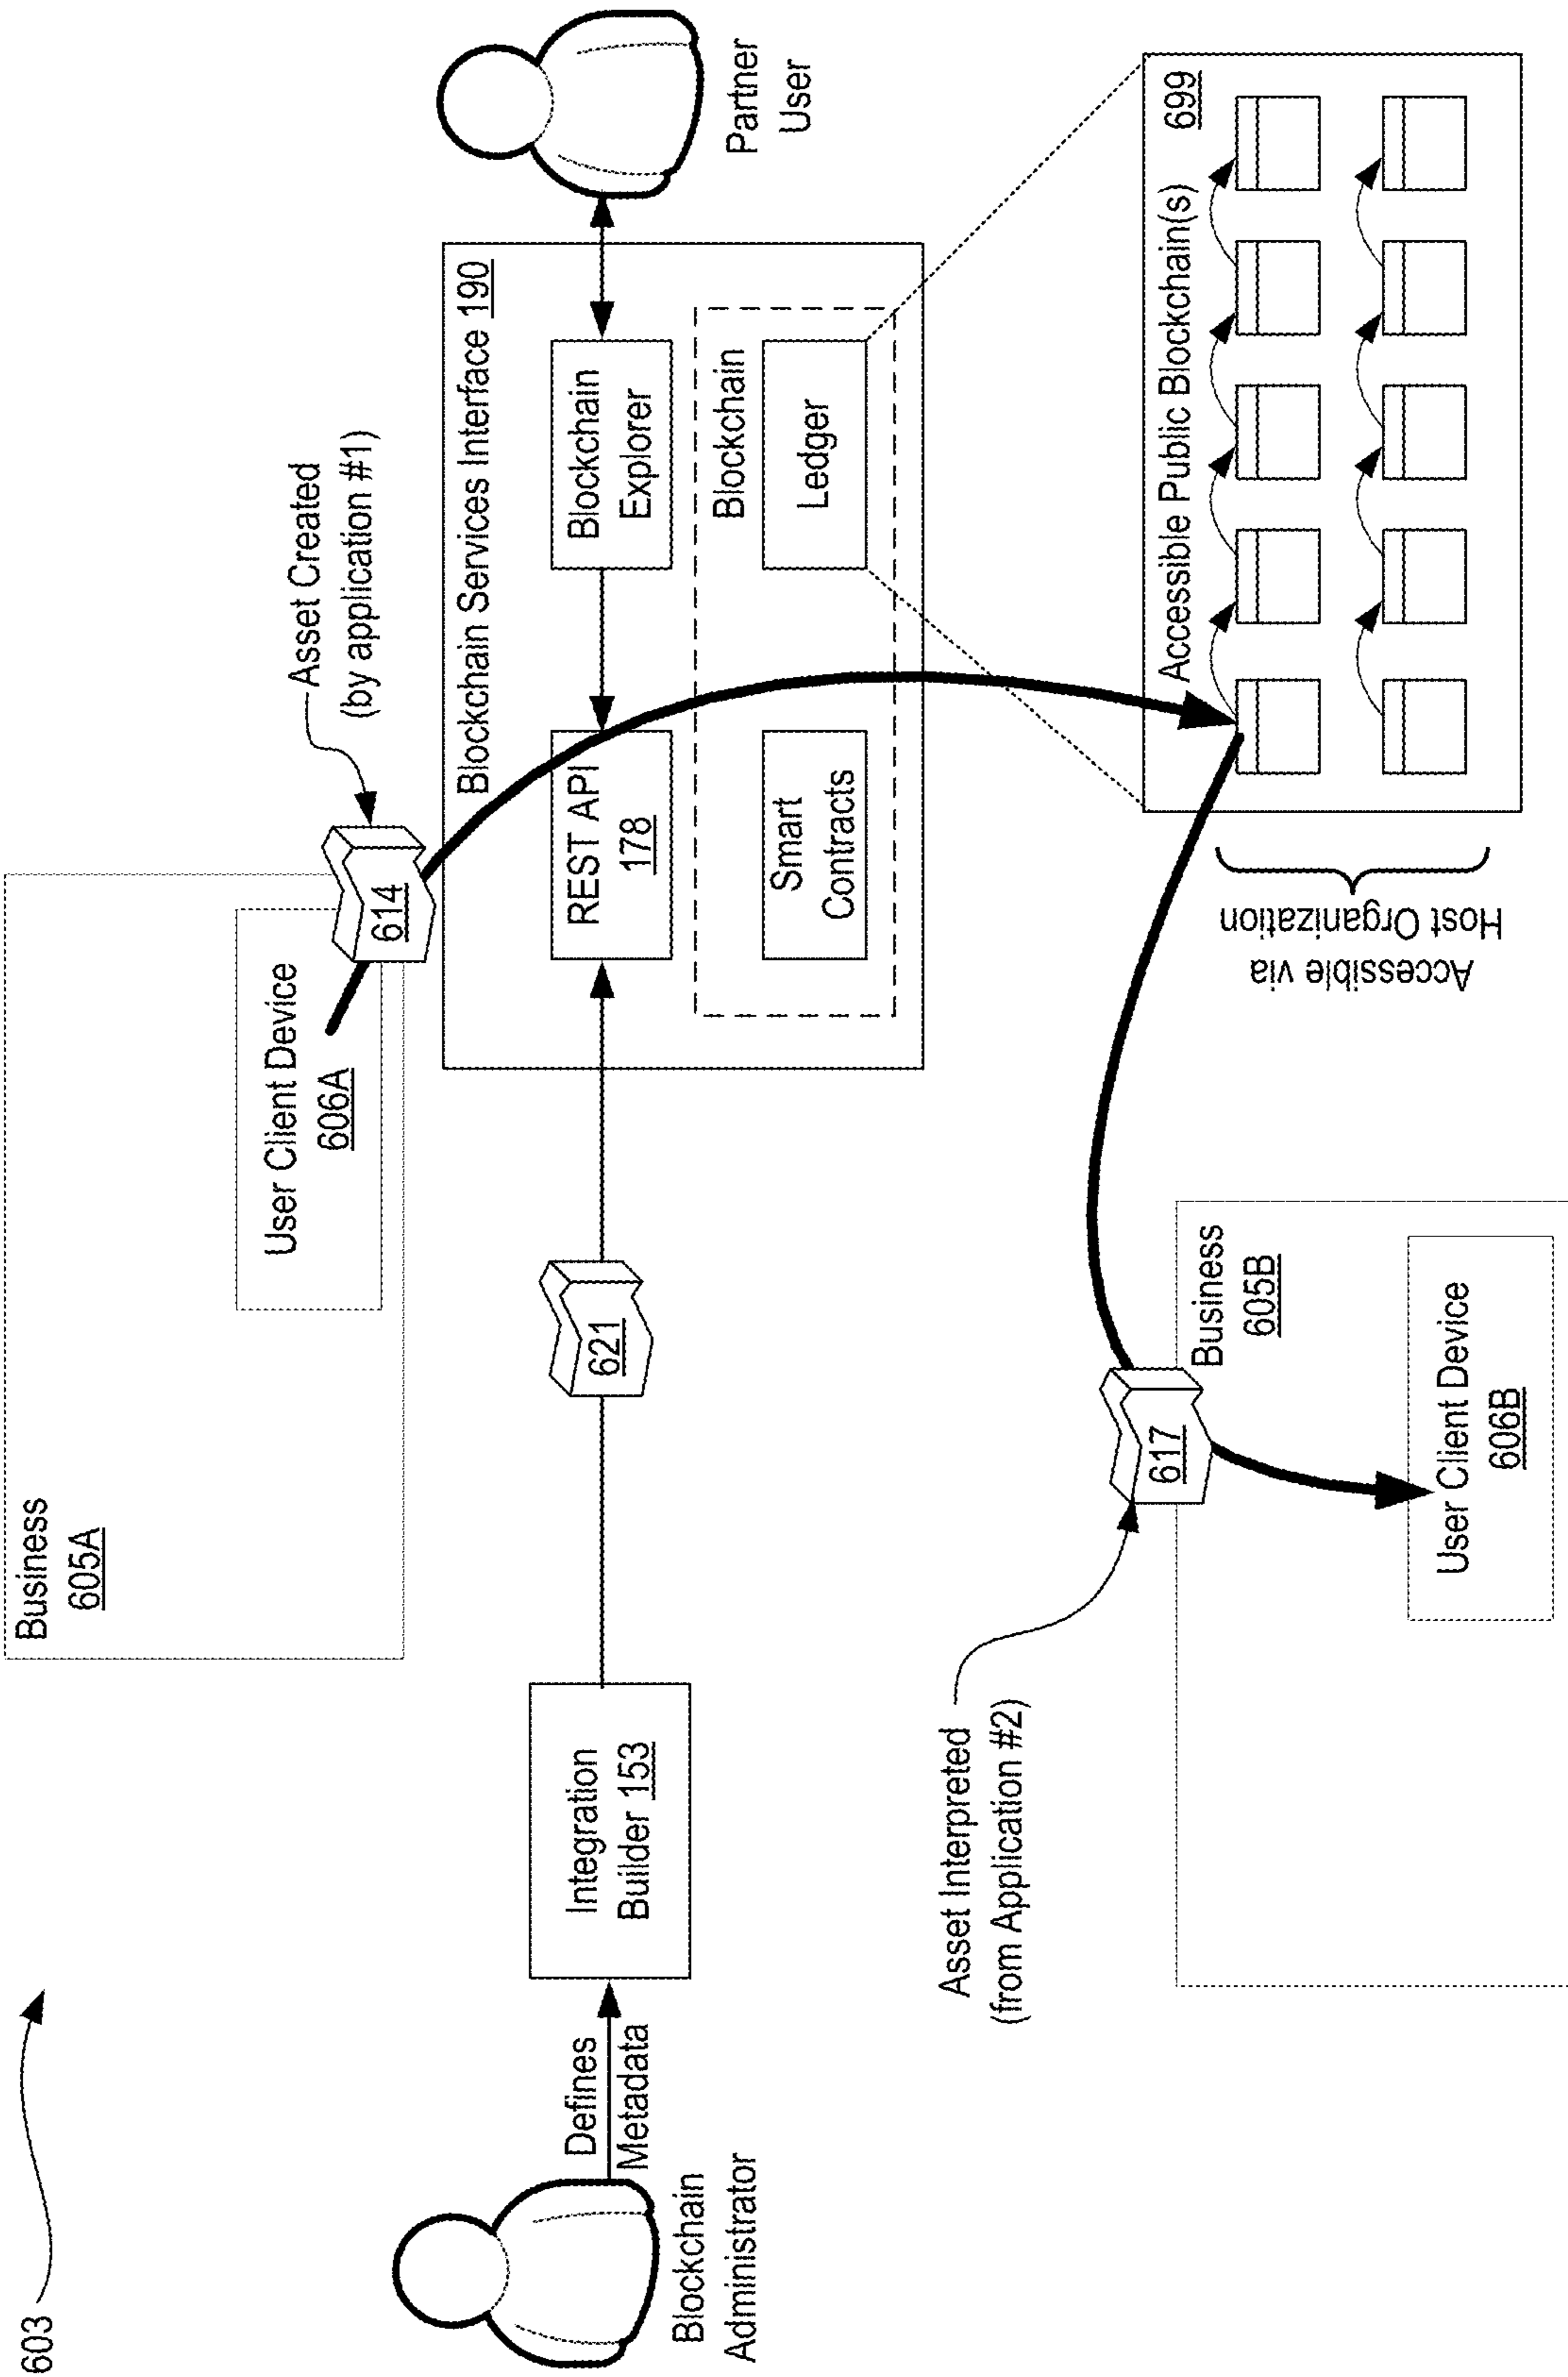 603
Business
605A
User Client Device
606A
614
Asset Created
(by application #1)
Blockchain
Administrator
Defines
Metadata
Integration
Builder 153
621
Blockchain Services Interface 190
REST API
178
Blockchain
Explorer
Blockchain
Smart
Contracts
Ledger
Partner
User
Asset Interpreted
(from Application #2)
617
Business
605B
User Client Device
606B
Accessible via
Host Organization
Accessible Public Blockchain(s) 699